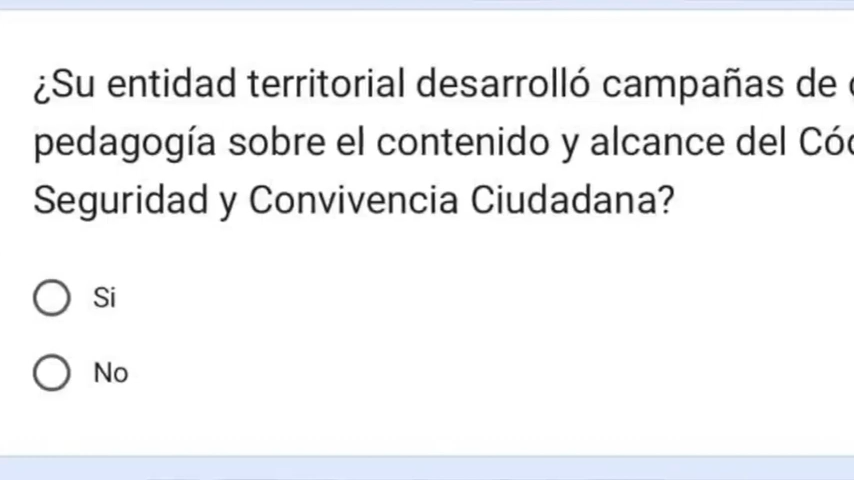 ¿Su entidad territorial desarrolló campañas de
pedagogía sobre el contenido y alcance del
Seguridad y Convivencia Ciudadana?
Si
No